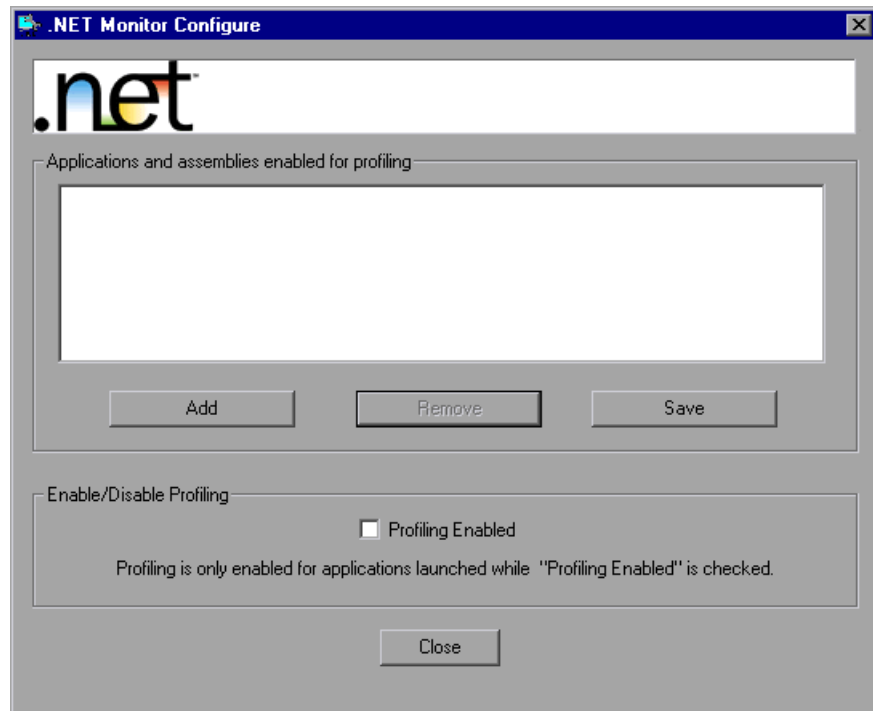 .NET Monitor Configure
.net™
Applications and assemblies enabled for profiling
Add Remove Save
Enable/Disable Profiling
Profiling Enabled
Profiling is only enabled for applications launched while "Profiling Enabled" is checked.
Close